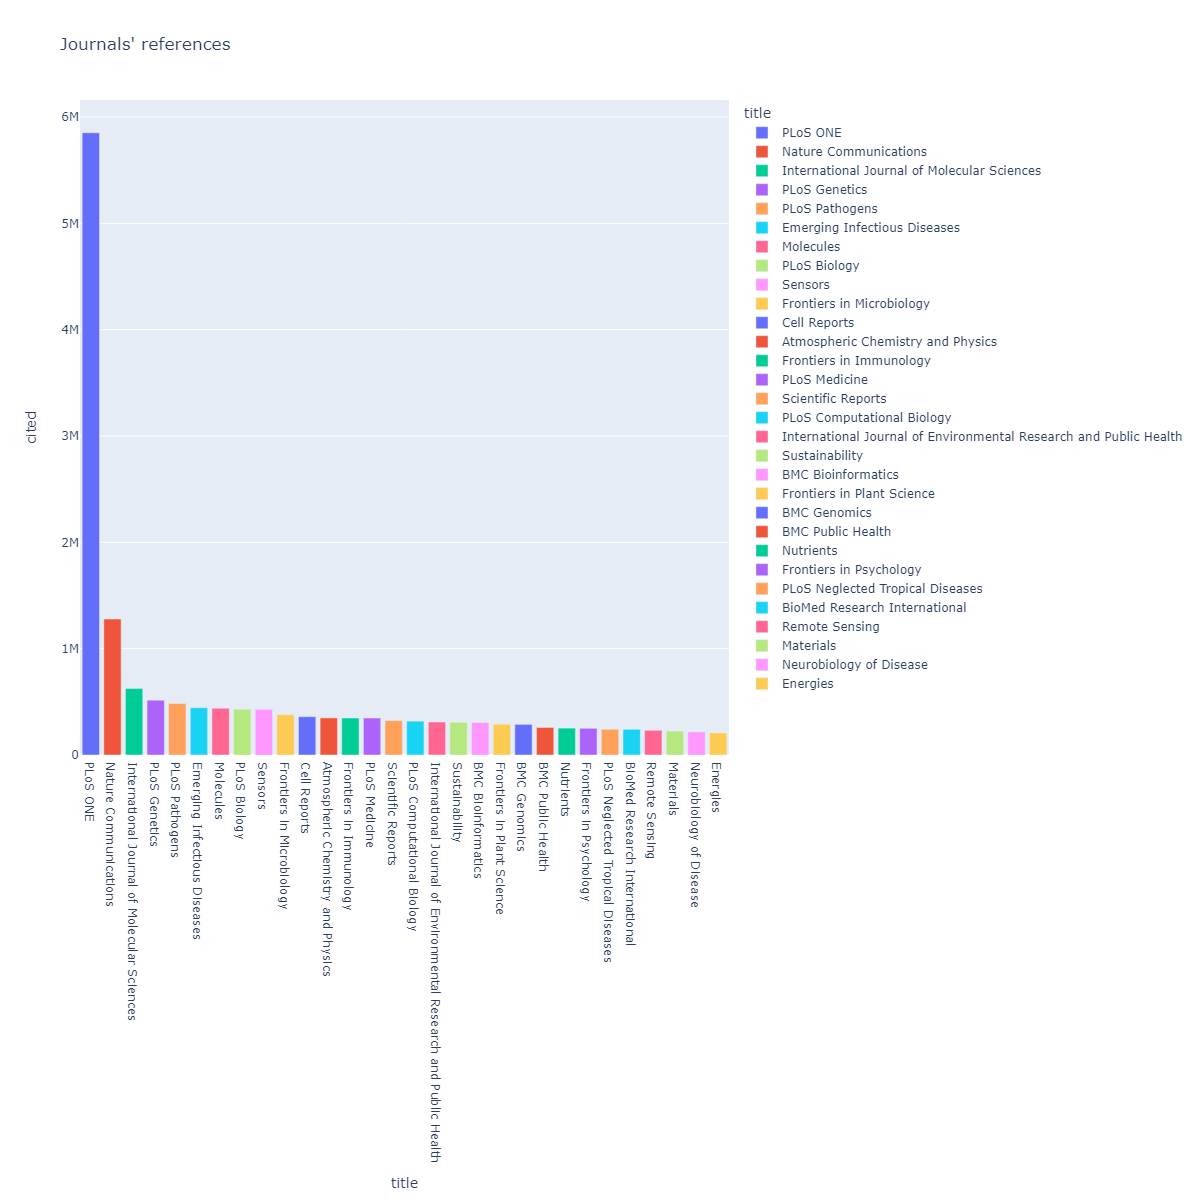 Journals' references
6M
5M
4M
3M
2M
1M
0
cited
PLoS ONE
Nature Communications
International Journal of Molecular Sciences
PLoS Genetics
PLoS Pathogens
Emerging Infectious Diseases
Molecules
PLoS Biology
Sensors
Frontiers in Microbiology
Cell Reports
Atmospheric Chemistry and Physics
Frontiers in Immunology
PLoS Medicine
Scientific Reports
PLoS Computational Biology
International Journal of Environmental Research and Public Health
Sustainability
BMC Bioinformatics
Frontiers in Plant Science
BMC Genomics
BMC Public Health
Nutrients
Frontiers in Psychology
PLoS Neglected Tropical Diseases
BioMed Research International
Remote Sensing
Materials
Neurobiology of Disease
Energies
title
title
PLoS ONE
Nature Communications
International Journal of Molecular Sciences
PLoS Genetics
PLoS Pathogens
Emerging Infectious Diseases
Molecules
PLoS Biology
Sensors
Frontiers in Microbiology
Cell Reports
Atmospheric Chemistry and Physics
Frontiers in Immunology
PLoS Medicine
Scientific Reports
PLoS Computational Biology
International Journal of Environmental Research and Public Health
Sustainability
BMC Bioinformatics
Frontiers in Plant Science
BMC Genomics
BMC Public Health
Nutrients
Frontiers in Psychology
PLoS Neglected Tropical Diseases
BioMed Research International
Remote Sensing
Materials
Neurobiology of Disease
Energies